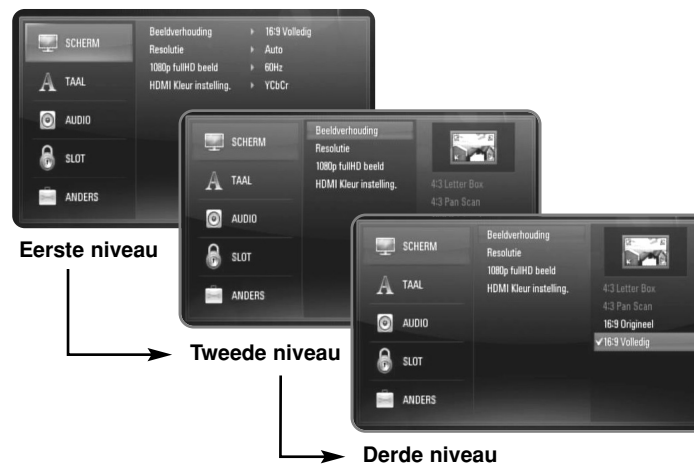 SCHERM
TAAL
AUDIO
SLOT
ANDERS
Beeldverhouding 16:9 Volledig
Resolutie Auto
1080p fullHD beeld 60Hz
HDMI Kleur instelling. YCbCr
Eerste niveau
SCHERM
TAAL
AUDIO
SLOT
ANDERS
Beeldverhouding
Resolutie
1080p fullHD beeld
HDMI Kleur instelling.
4:3 Letter Box
4:3 Pan Scan
Tweede niveau
SCHERM
TAAL
AUDIO
SLOT
ANDERS
Beeldverhouding
Resolutie
1080p fullHD beeld
HDMI Kleur instelling.
4:3 Letter Box
4:3 Pan Scan
16:9 Origineel
✓16:9 Volledig
Derde niveau